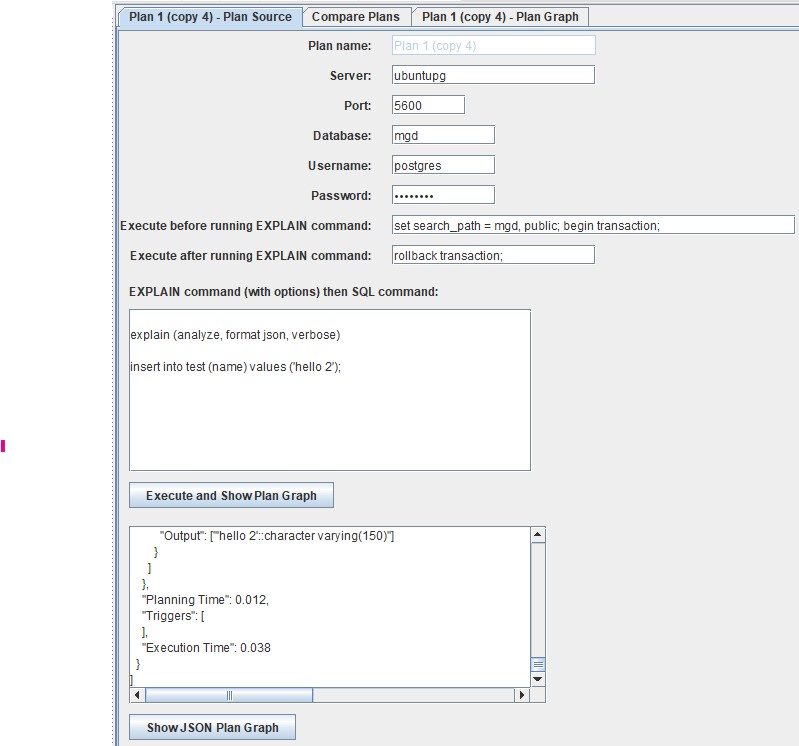 Plan 1 (copy 4) - Plan Source Compare Plans Plan 1 (copy 4) - Plan Graph
Plan name: Plan 1 (copy 4)
Server: ubuntupg
Port: 5600
Database: mgd
Username: postgres
Password: ••••••••
Execute before running EXPLAIN command: set search_path = mgd, public; begin transaction;
Execute after running EXPLAIN command: rollback transaction;
EXPLAIN command (with options) then SQL command:
explain (analyze, format json, verbose)
insert into test (name) values ('hello 2');
Execute and Show Plan Graph
"Output": ["'hello 2'::character varying(150)"]
}
]
},
"Planning Time": 0.012,
"Triggers": [
],
"Execution Time": 0.038
}
]
Show JSON Plan Graph